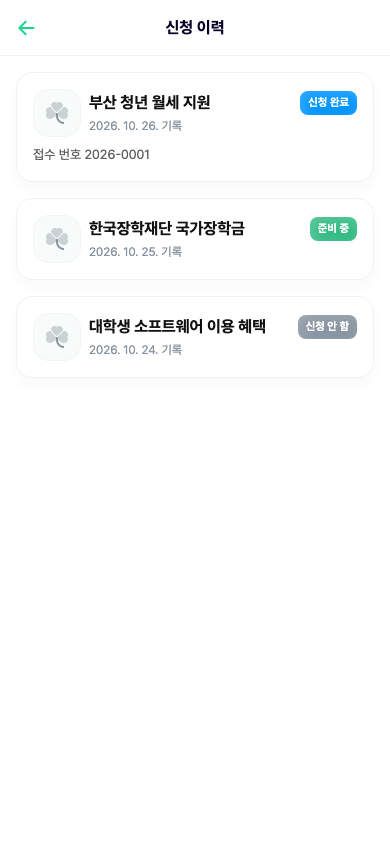 신청 이력
부산 청년 월세 지원
신청 완료
2026. 10. 26. 기록
접수 번호 2026-0001
한국장학재단 국가장학금
준비 중
2026. 10. 25. 기록
대학생 소프트웨어 이용 혜택
신청 안 함
2026. 10. 24. 기록